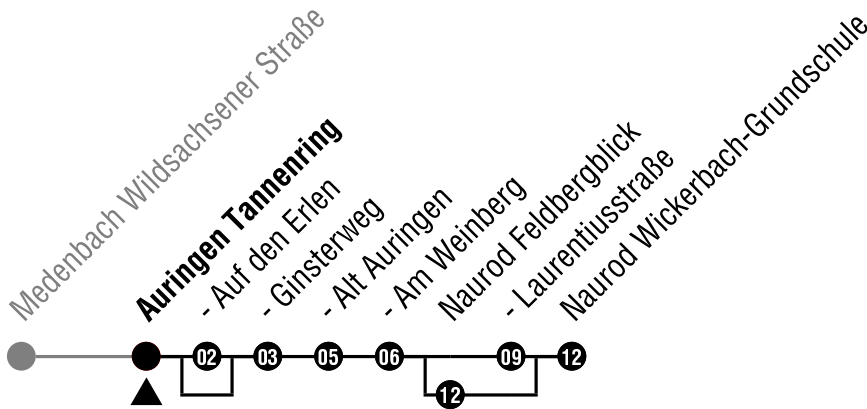 Medenbach Wildsachsener Straße
Auringen Tannenring
- Auf den Erlen
- Ginsterweg
- Alt Auringen
- Am Weinberg
Naurod Feldbergblick
- Laurentiusstraße
Naurod Wickerbach-Grundschule
02 03 05 06 09 12
12